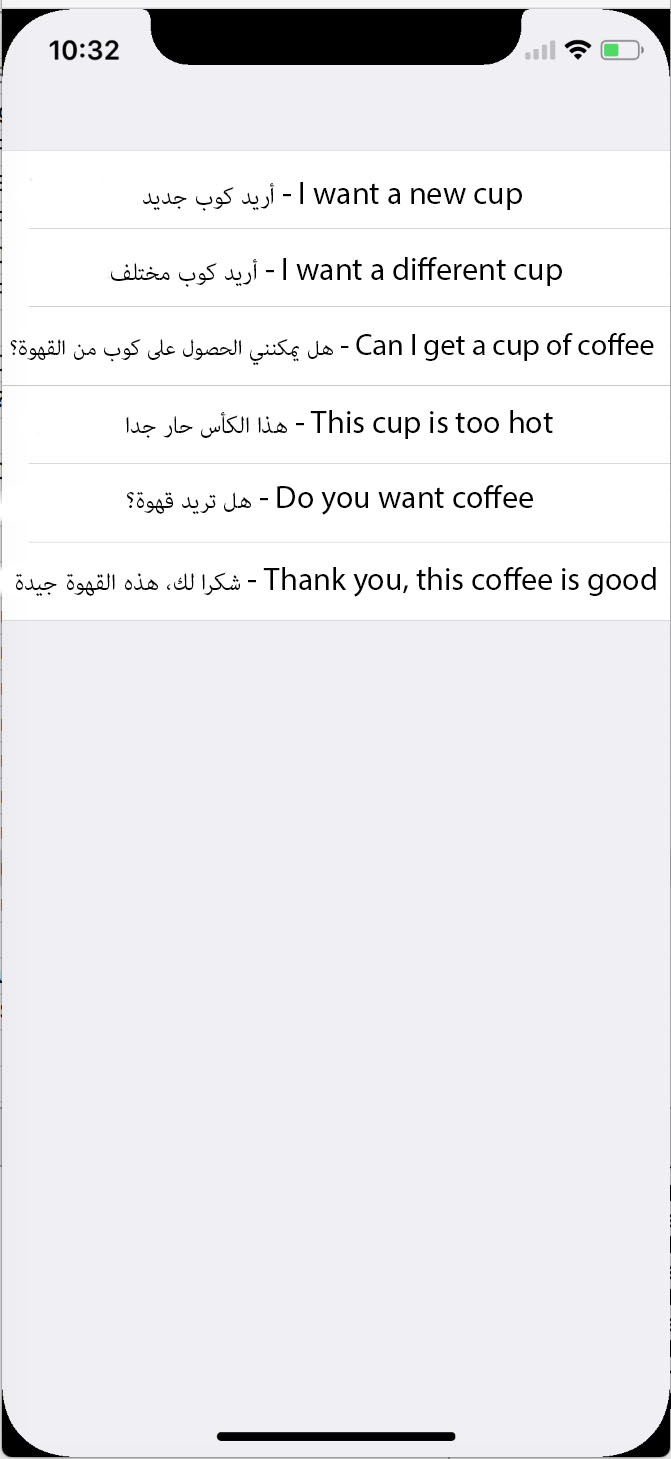 10:32
أريد كوب جديد - I want a new cup
أريد كوب مختلف - I want a different cup
هل يمكنني الحصول على كوب من القهوة؟ - Can I get a cup of coffee
هذا الكأس حار جدا - This cup is too hot
هل تريد قهوة؟ - Do you want coffee
شكرا لك، هذه القهوة جيدة - Thank you, this coffee is good